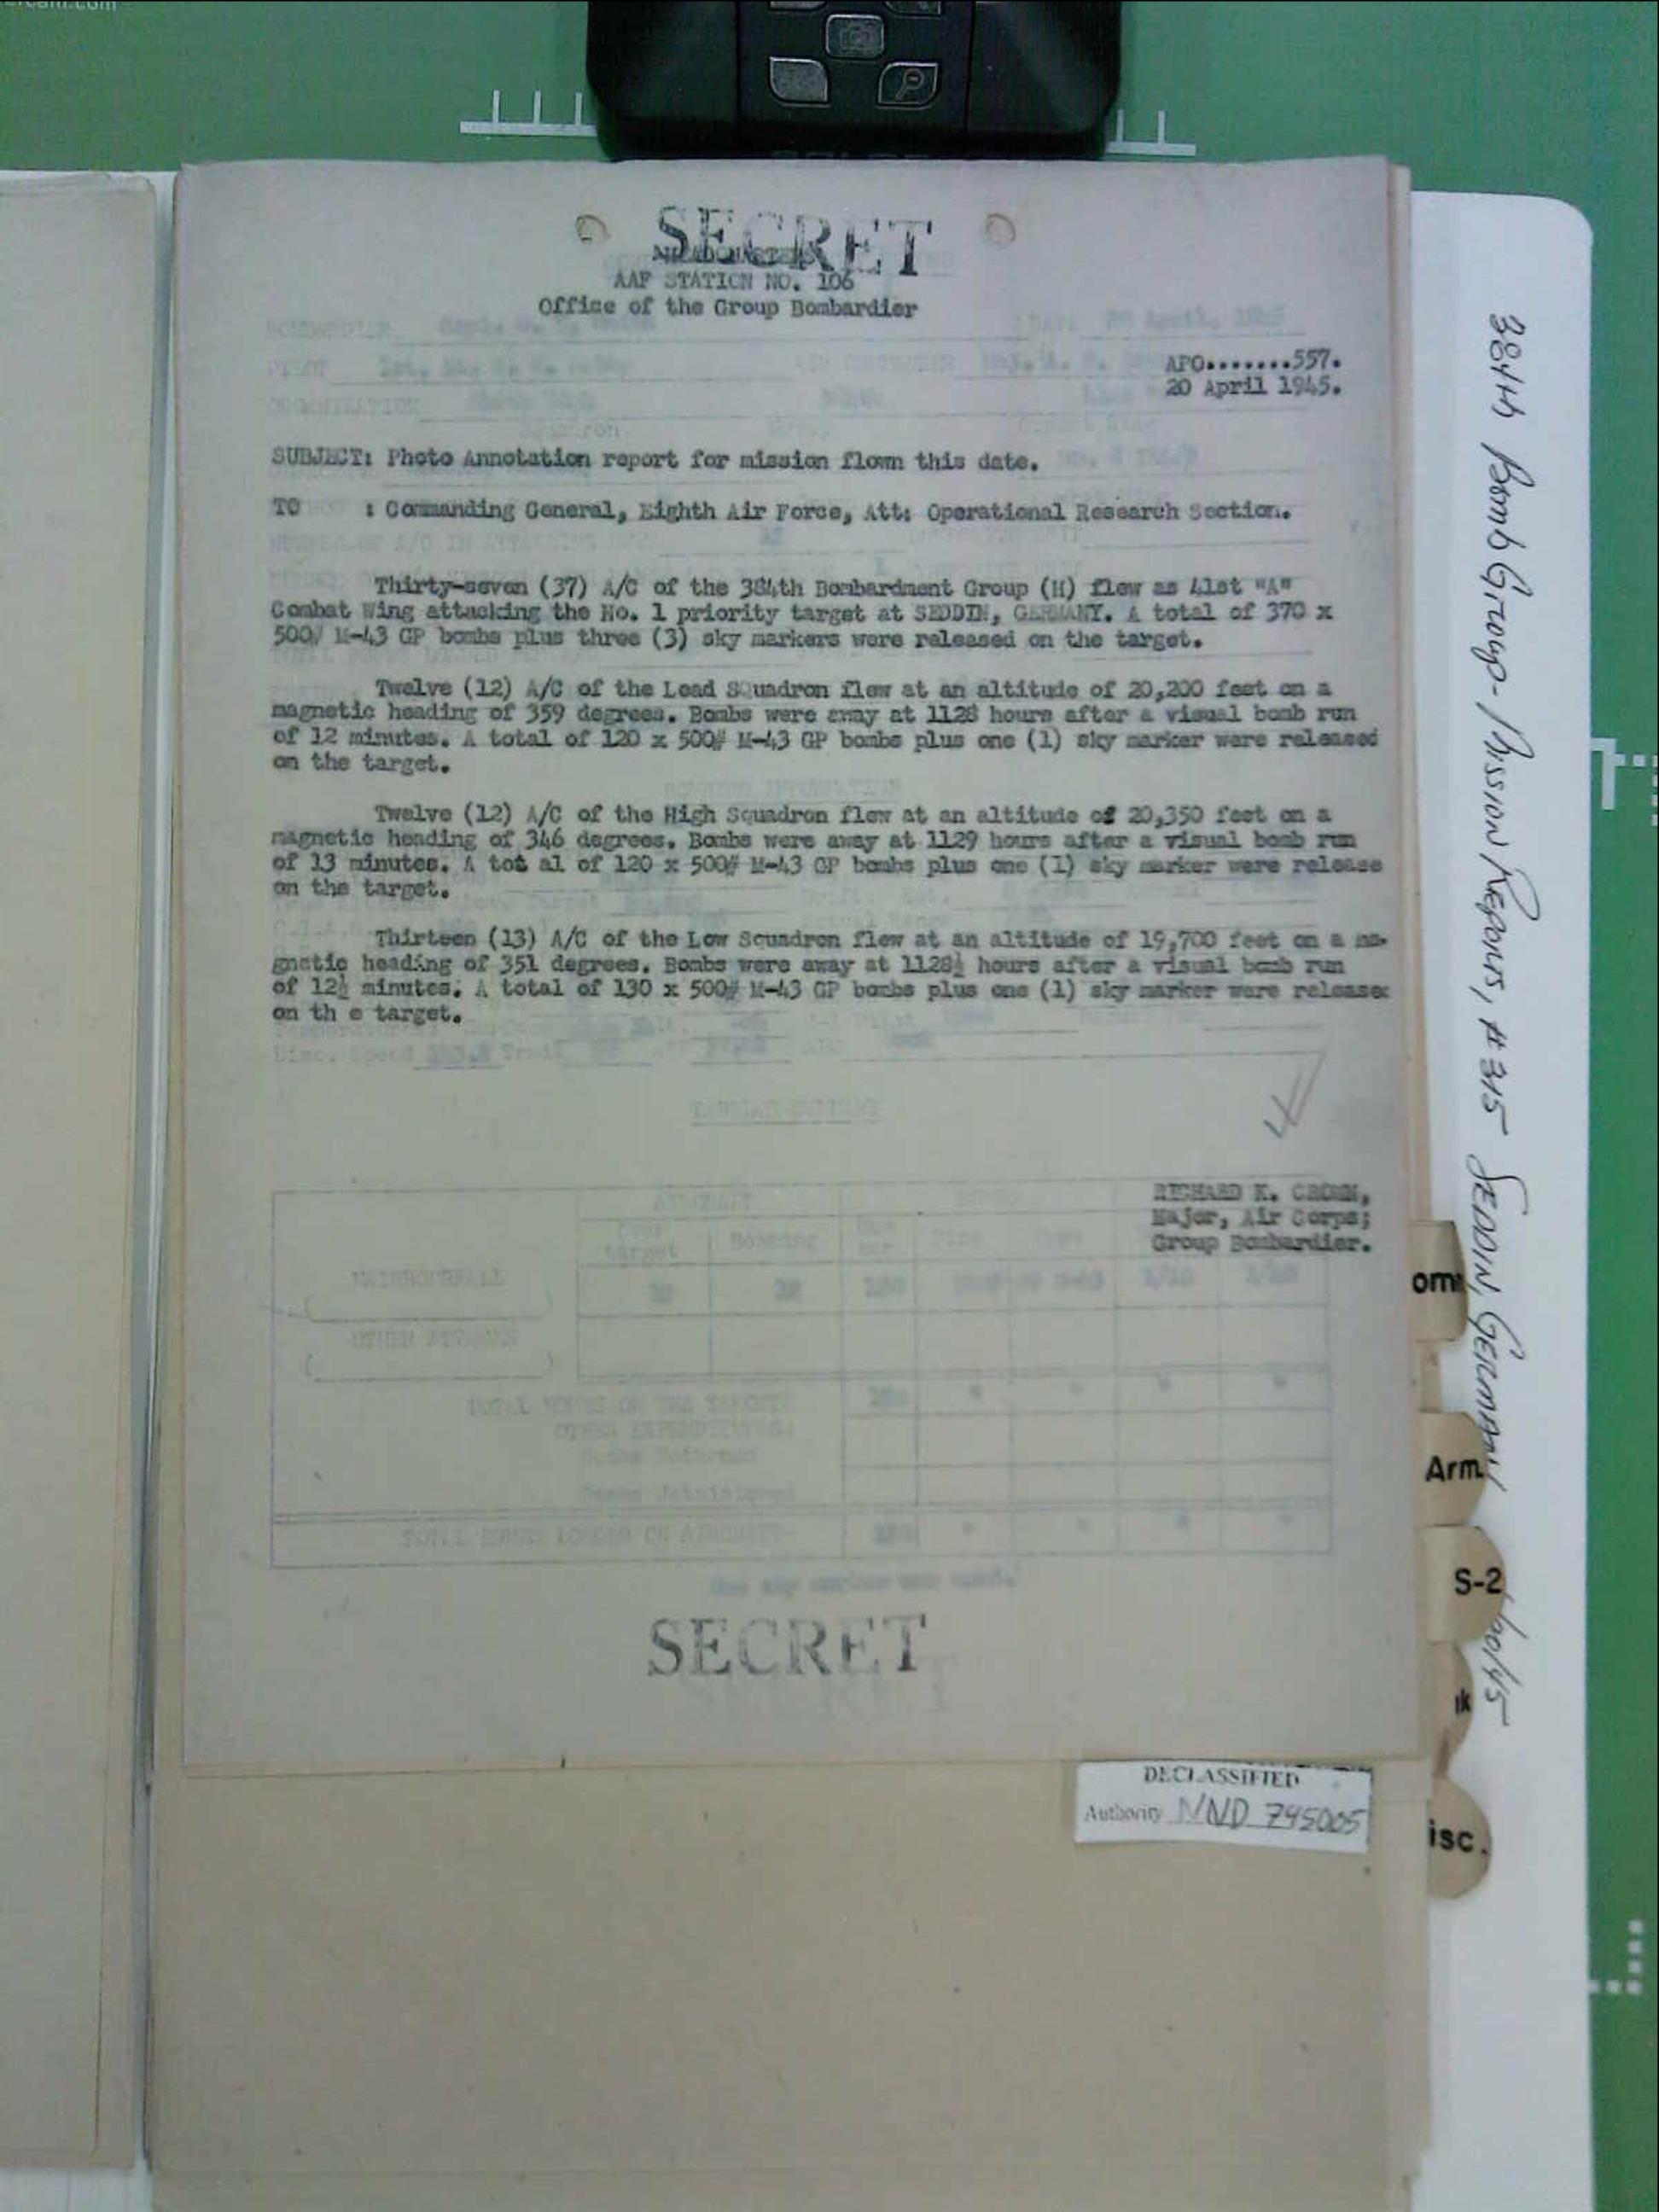 SECRET
HEADQUARTERS
AAF STATION NO. 106
Office of the Group Bombardier
APO........557.
20 April 1945.
SUBJECT: Photo Annotation report for mission flown this date.
TO : Commanding General, Eighth Air Force, Att: Operational Research Section.
Thirty-seven (37) A/C of the 384th Bombardment Group (H) flew as 41st "A"
Combat Wing attacking the No. 1 priority target at SEDDIN, GERMANY. A total of 370 x
500# M-43 GP bombs plus three (3) sky markers were released on the target.
Twelve (12) A/C of the Lead Squadron flew at an altitude of 20,200 feet on a
magnetic heading of 359 degrees. Bombs were away at 1128 hours after a visual bomb run
of 12 minutes. A total of 120 x 500# M-43 GP bombs plus one (1) sky marker were released
on the target.
Twelve (12) A/C of the High Squadron flew at an altitude of 20,350 feet on a
magnetic heading of 346 degrees. Bombs were away at 1129 hours after a visual bomb run
of 13 minutes. A tot al of 120 x 500# M-43 GP bombs plus one (1) sky marker were release
on the target.
Thirteen (13) A/C of the Low Squadron flew at an altitude of 19,700 feet on a ma-
gnetic heading of 351 degrees. Bombs were away at 1128½ hours after a visual bomb run
of 12½ minutes. A total of 130 x 500# M-43 GP bombs plus one (1) sky marker were release
on th e target.
RICHARD K. CROWN,
Major, Air Corps;
Group Bombardier.
SECRET
DECLASSIFIED
Authority NND 745005
384th Bomb Group - Mission Reports, #315 SEDDIN, GERMANY
Arm.
S-2
isc.